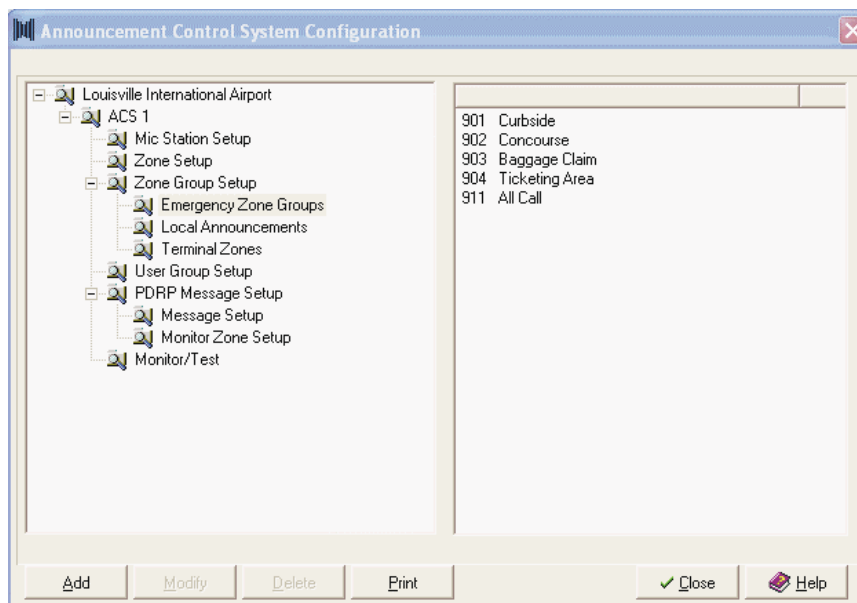 Announcement Control System Configuration
Louisville International Airport
ACS 1
Mic Station Setup
Zone Setup
Zone Group Setup
Emergency Zone Groups
Local Announcements
Terminal Zones
User Group Setup
PDRP Message Setup
Message Setup
Monitor Zone Setup
Monitor/Test
901 Curbside
902 Concourse
903 Baggage Claim
904 Ticketing Area
911 All Call
Add Modify Delete Print Close Help